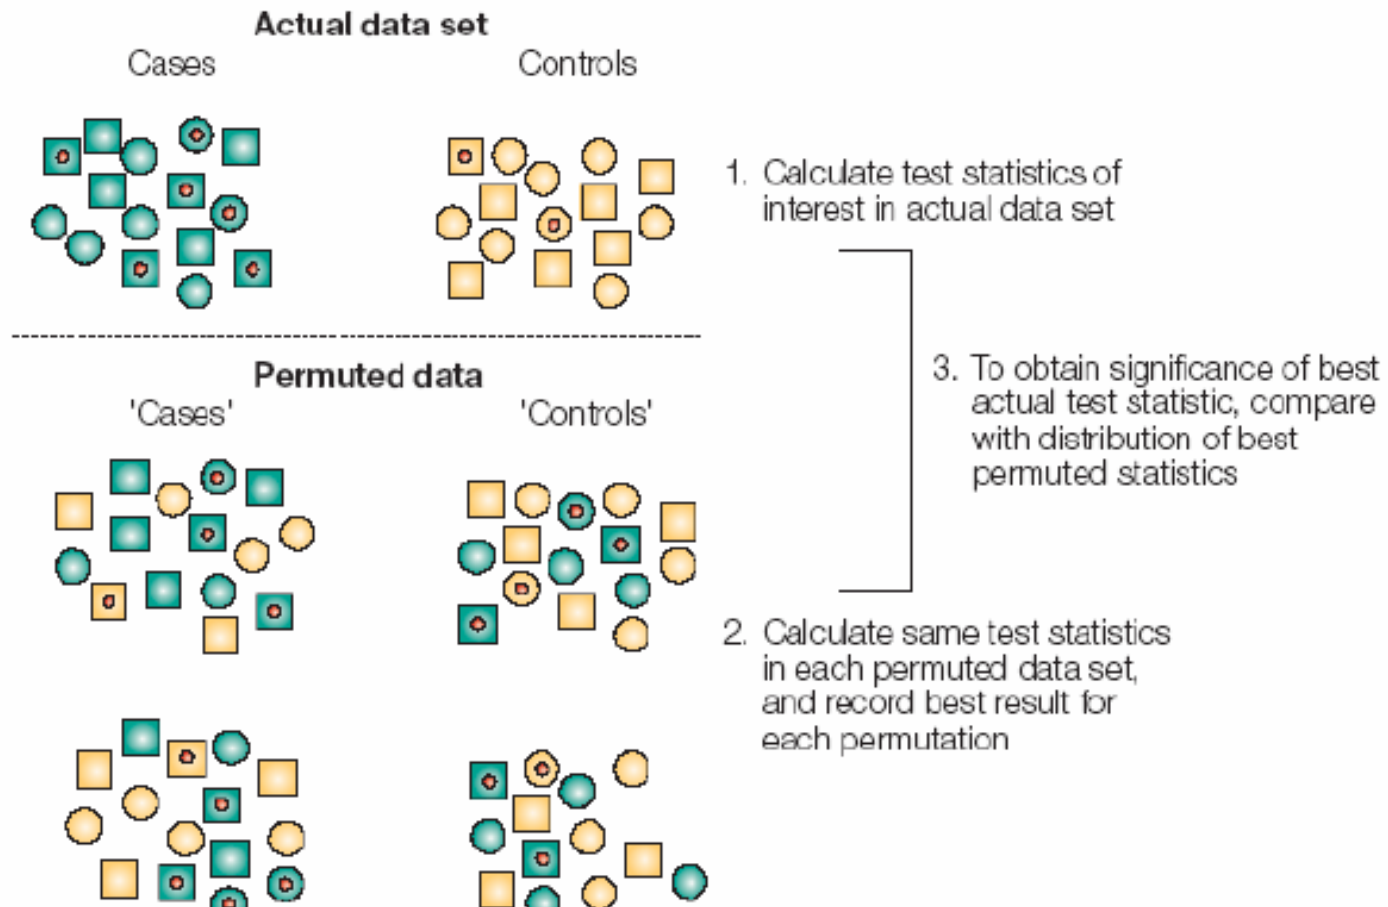 Actual data set
Cases
Controls
1. Calculate test statistics of
interest in actual data set
Permuted data
'Cases'
'Controls'
3. To obtain significance of best
actual test statistic, compare
with distribution of best
permuted statistics
2. Calculate same test statistics
in each permuted data set,
and record best result for
each permutation